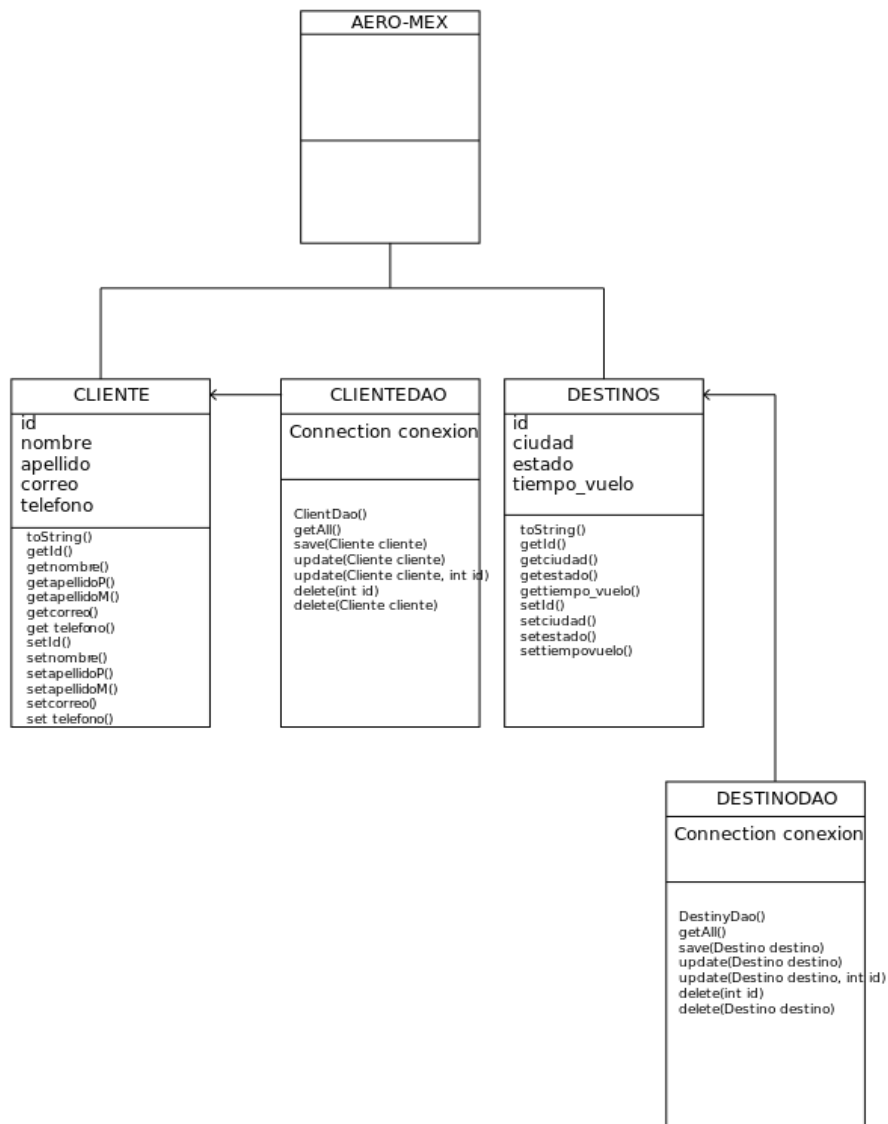 AERO-MEX
CLIENTE
id
nombre
apellido
correo
telefono
toString()
getId()
getnombre()
getapellidoP()
getapellidoM()
getcorreo()
get telefono()
setId()
setnombre()
setapellidoP()
setapellidoM()
setcorreo()
set telefono()
CLIENTEDAO
Connection conexion
ClientDao()
getAll()
save(Cliente cliente)
update(Cliente cliente)
update(Cliente cliente, int id)
delete(int id)
delete(Cliente cliente)
DESTINOS
id
ciudad
estado
tiempo_vuelo
toString()
getId()
getciudad()
getestado()
gettiempo_vuelo()
setId()
setciudad()
setestado()
settiempovuelo()
DESTINODAO
Connection conexion
DestinyDao()
getAll()
save(Destino destino)
update(Destino destino)
update(Destino destino, int id)
delete(int id)
delete(Destino destino)